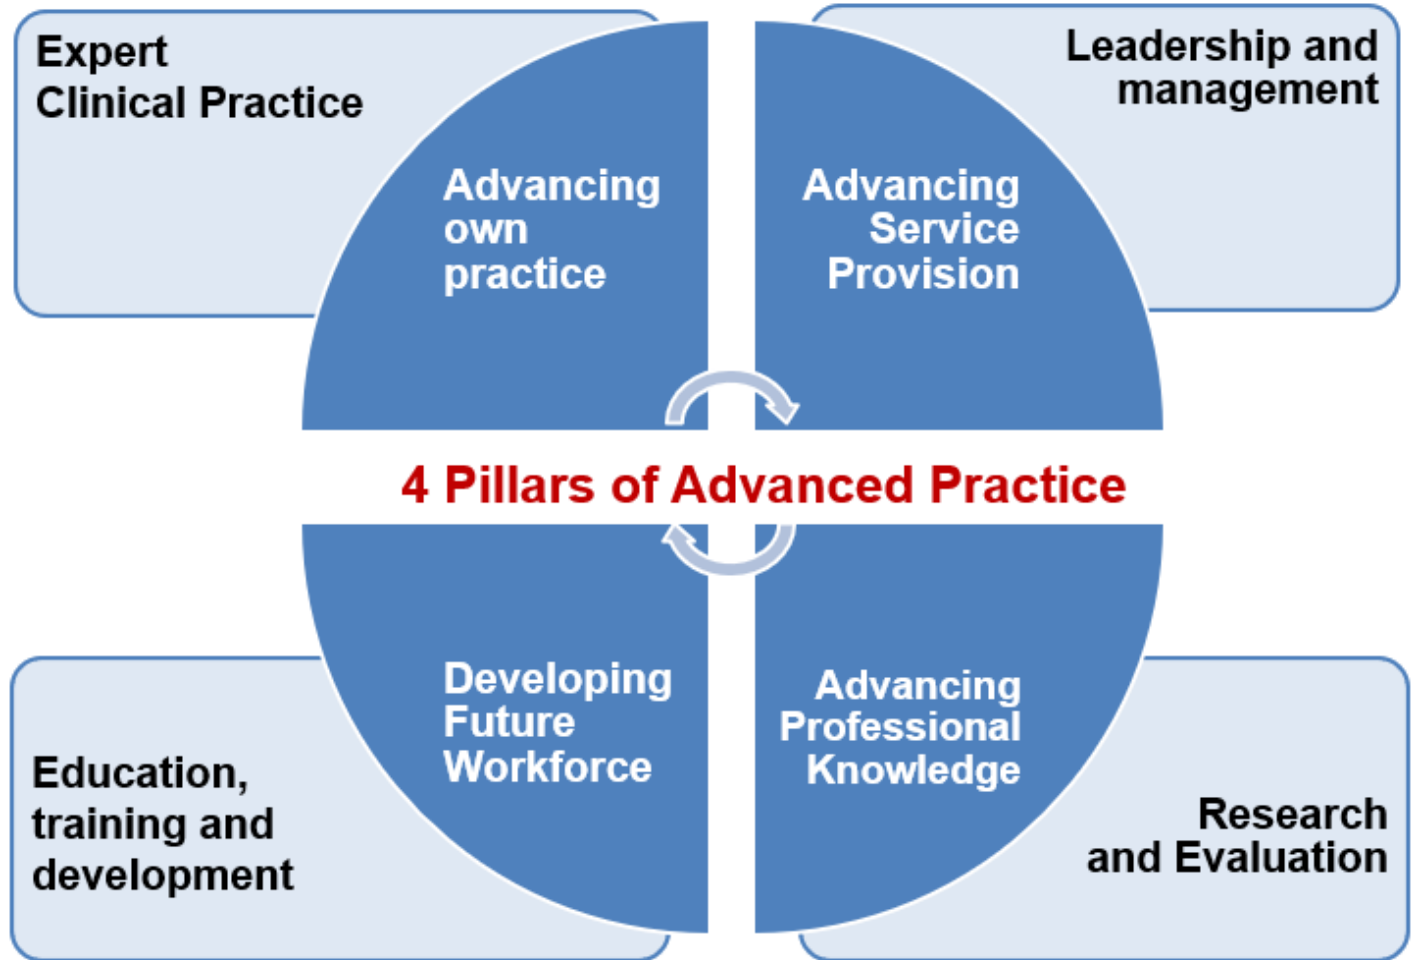 Expert
Clinical Practice
Leadership and
management
Advancing
own
practice
Advancing
Service
Provision
4 Pillars of Advanced Practice
Developing
Future
Workforce
Advancing
Professional
Knowledge
Education,
training and
development
Research
and Evaluation